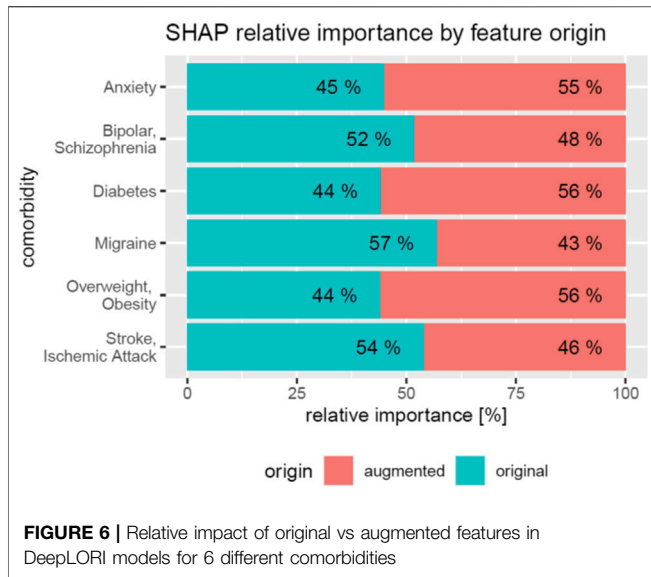 SHAP relative importance by feature origin
comorbidity
Anxiety
45 %
55 %
Bipolar,
Schizophrenia
52 %
48 %
Diabetes
44 %
56 %
Migraine
57 %
43 %
Overweight,
Obesity
44 %
56 %
Stroke,
Ischemic Attack
54 %
46 %
0 25 50 75 100
relative importance [%]
origin augmented original
FIGURE 6 | Relative impact of original vs augmented features in
DeepLORI models for 6 different comorbidities